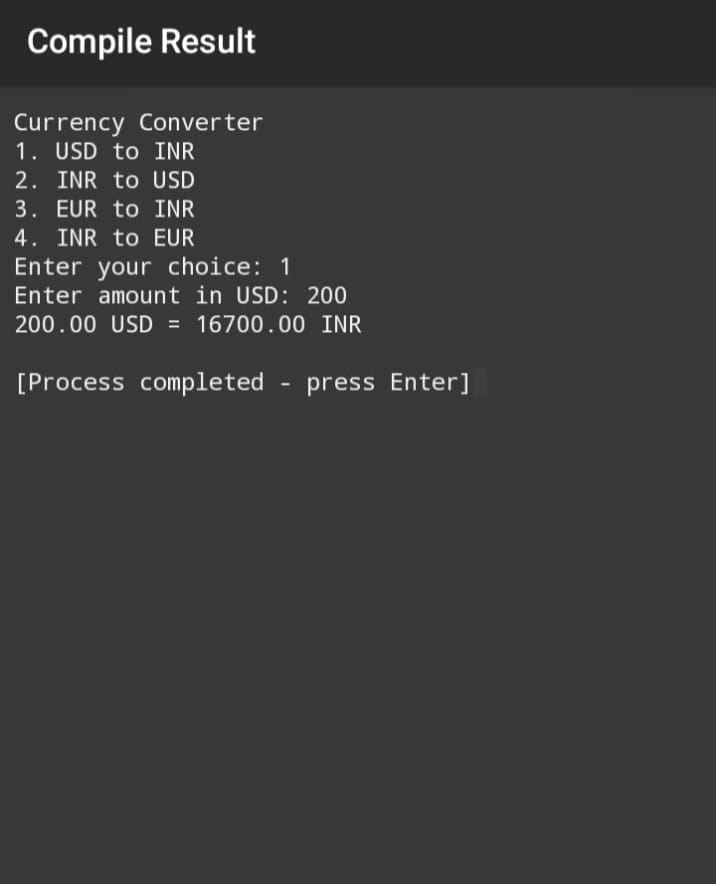 Compile Result
Currency Converter
1. USD to INR
2. INR to USD
3. EUR to INR
4. INR to EUR
Enter your choice: 1
Enter amount in USD: 200
200.00 USD = 16700.00 INR
[Process completed - press Enter]